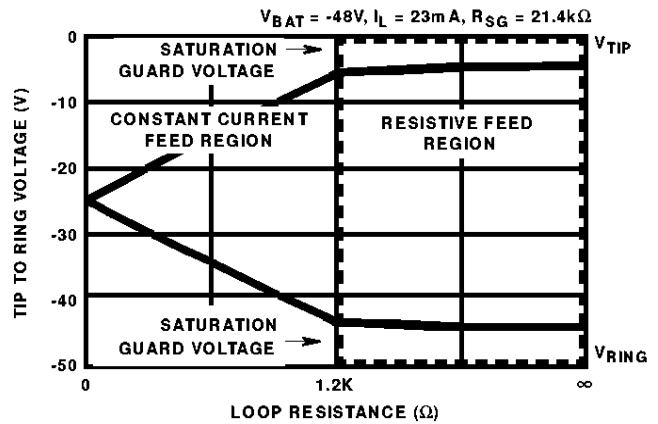 V_BAT = -48V, I_L = 23mA, R_SG = 21.4kΩ
TIP TO RING VOLTAGE (V)
0
-10
-20
-30
-40
-50
SATURATION
GUARD VOLTAGE
V_TIP
CONSTANT CURRENT
FEED REGION
RESISTIVE FEED
REGION
SATURATION
GUARD VOLTAGE
V_RING
0
1.2K
∞
LOOP RESISTANCE (Ω)